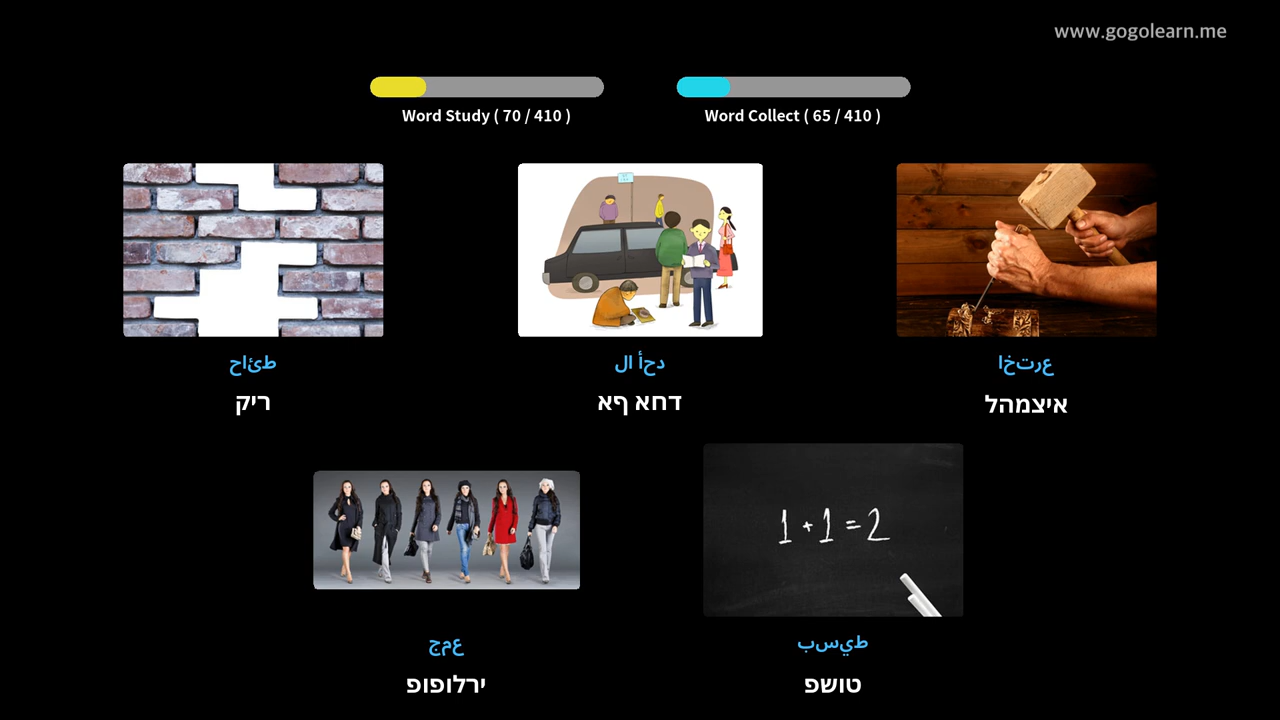 www.gogolearn.me
Word Study ( 70 / 410 )
Word Collect ( 65 / 410 )
طئاح
دحأ ال
عرتخا
ריק
דחא ףא
איצמהל
عمج
طيسب
ירלופופ
טושפ
1 + 1 = 2